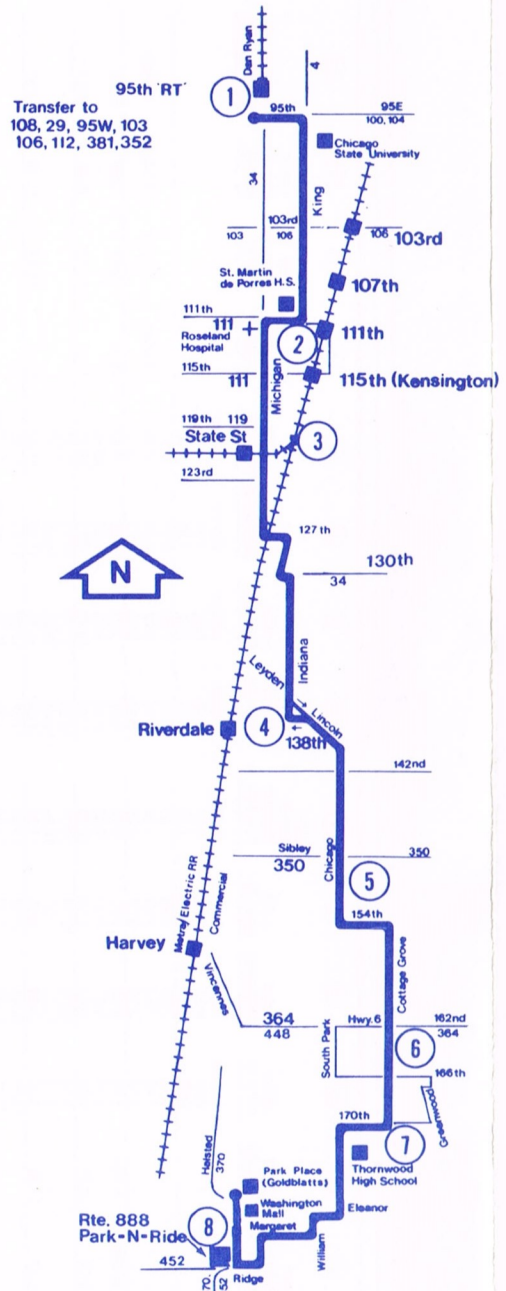 Dan Ryan
4
95th 'RT'
1
95th
95E
100, 104
Transfer to
108, 29, 95W, 103
106, 112, 381, 352
Chicago
State University
34
King
103rd
103
106
106
103rd
St. Martin
de Porres H.S.
107th
111th
111
Roseland
Hospital
2
111th
115th
111
Michigan
115th (Kensington)
119th
119
State St
3
123rd
127 th
N
130th
34
Indiana
Leyden
Lincoln
Riverdale
4
138th
142nd
Sibley
350
350
Chicago
5
Metra/Electric RR
Commercial
154th
Harvey
Cottage Grove
Vincennes
364
448
Hwy. 6
162nd
364
South Park
6
166th
Greenwood
170th
7
Halsted
370
Thornwood
High School
Park Place
(Goldblatts)
Washington
Mall
Eleanor
Margaret
William
Rte. 888
Park-N-Ride
8
452
Ridge
70,
52